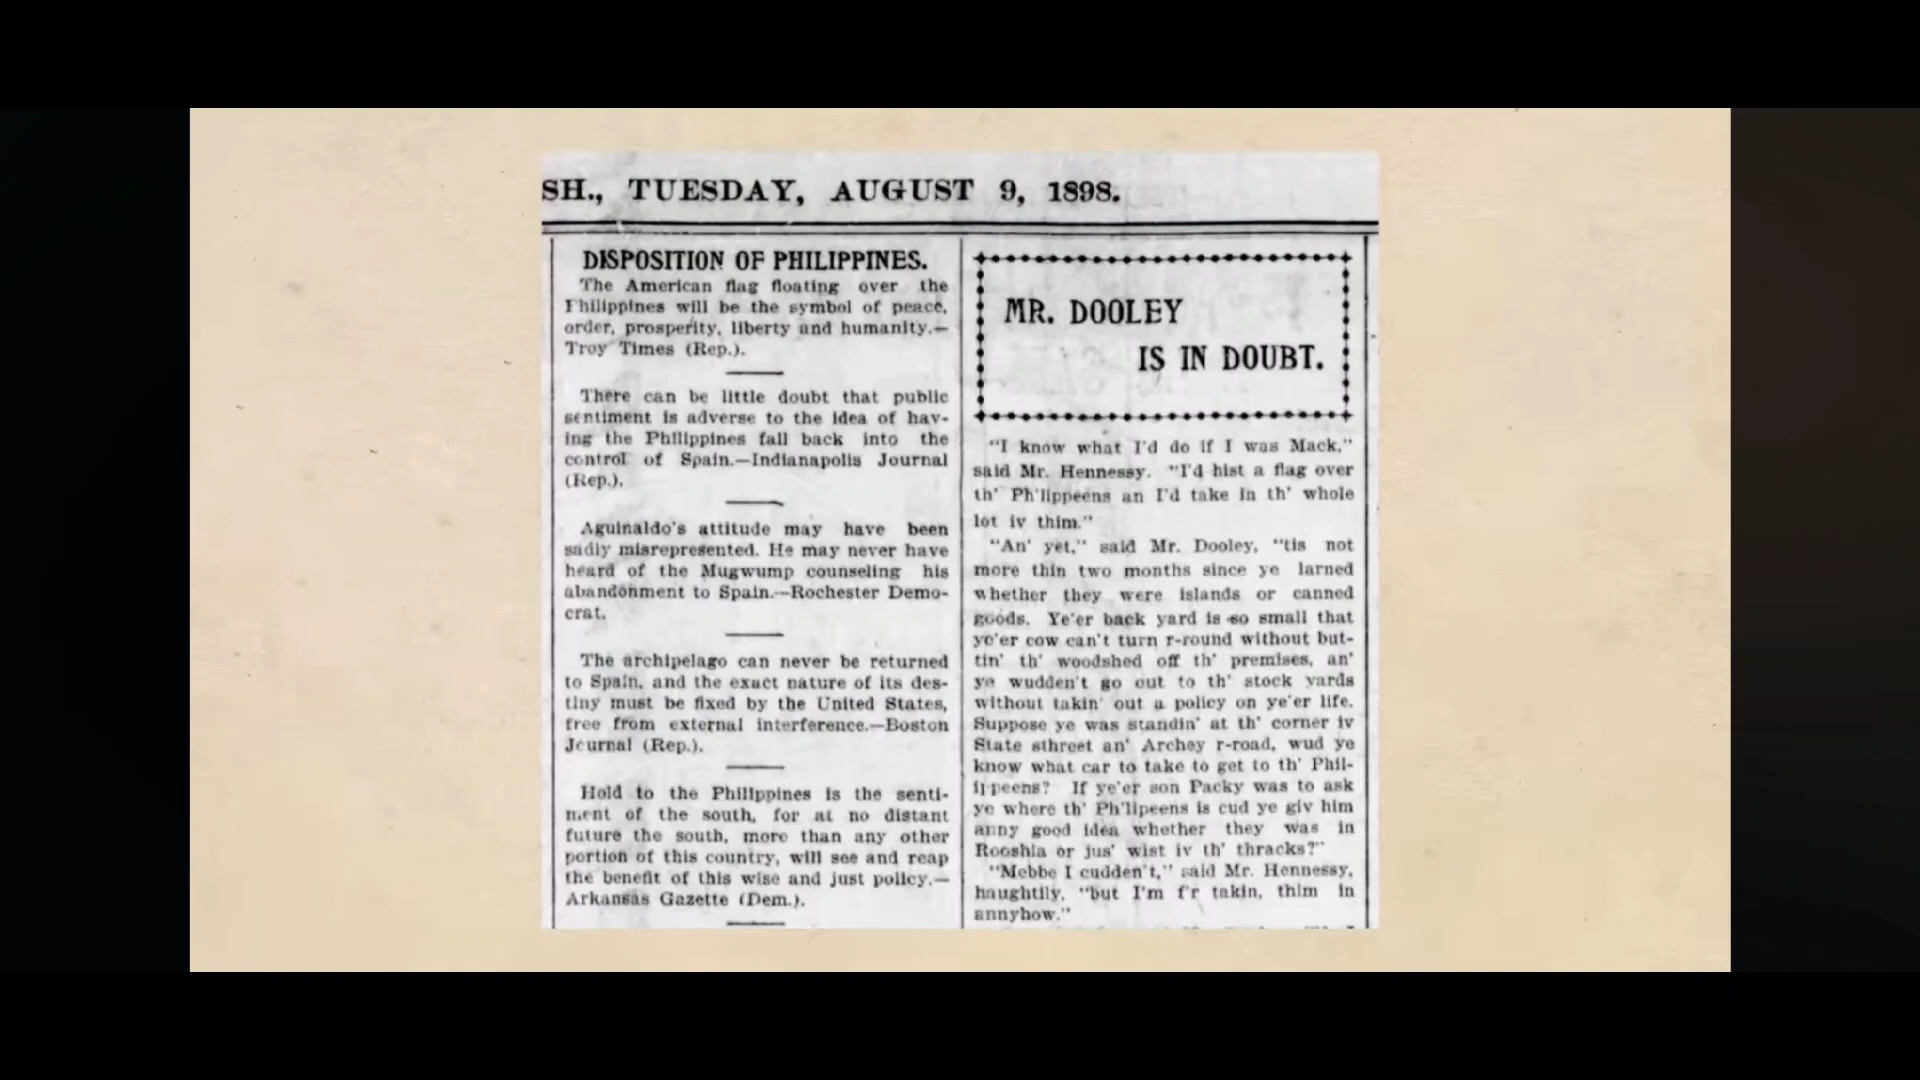 SH., TUESDAY, AUGUST 9, 1898.
DISPOSITION OF PHILIPPINES.
The American flag floating over the
Philippines will be the symbol of peace,
order, prosperity, liberty and humanity.—
Troy Times (Rep.).
There can be little doubt that public
sentiment is adverse to the idea of hav-
ing the Philippines fall back into the
control of Spain.—Indianapolis Journal
(Rep.).
Aguinaldo's attitude may have been
sadly misrepresented. He may never have
heard of the Mugwump counseling his
abandonment to Spain.—Rochester Demo-
crat.
The archipelago can never be returned
to Spain, and the exact nature of its des-
tiny must be fixed by the United States,
free from external interference.—Boston
Journal (Rep.).
Hold to the Philippines is the senti-
ment of the south, for at no distant
future the south, more than any other
portion of this country, will see and reap
the benefit of this wise and just policy.—
Arkansas Gazette (Dem.).
MR. DOOLEY
IS IN DOUBT.
"I know what I'd do if I was Mack,"
said Mr. Hennessy. "I'd hist a flag over
th' Ph'lippeens an I'd take in th' whole
lot iv thim."
"An' yet," said Mr. Dooley, "tis not
more thin two months since ye larned
whether they were islands or canned
goods. Ye'er back yard is so small that
ye'er cow can't turn r-round without but-
tin' th' woodshed off th' premises, an'
ye wudden't go out to th' stock yards
without takin' out a policy on ye'er life.
Suppose ye was standin' at th' corner iv
State sthreet an' Archey r-road, wud ye
know what car to take to get to th' Phil-
ippeens? If ye'er son Packy was to ask
ye where th' Ph'lipeens is cud ye giv him
anny good idea whether they was in
Rooshia or jus' wist iv th' thracks?"
"Mebbe I cudden't," said Mr. Hennessy,
haughtily, "but I'm f'r takin, thim in
annyhow."